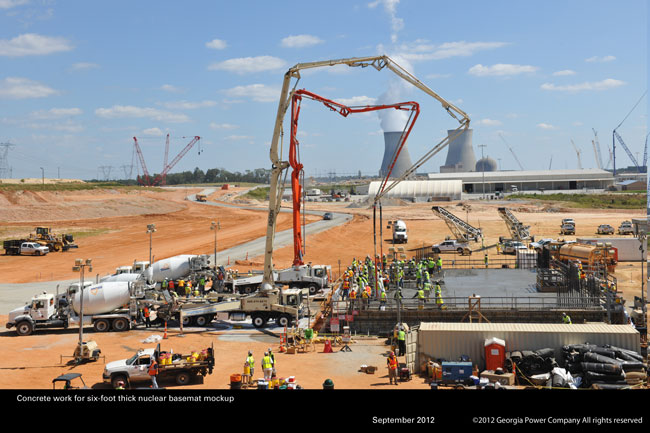 Concrete work for six-foot thick nuclear basemat mockup
September 2012
©2012 Georgia Power Company All rights reserved